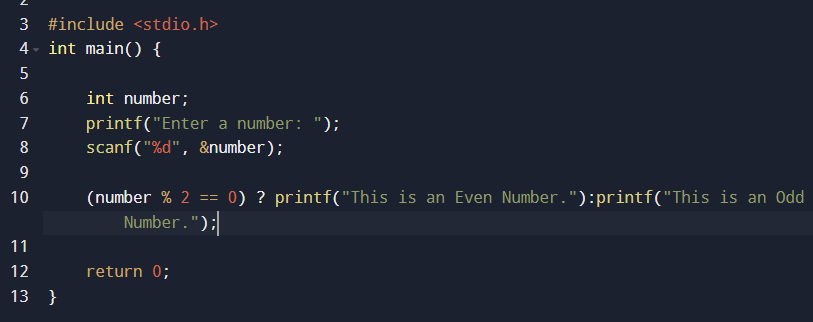 3 #include <stdio.h>
4 int main() {
5
6 int number;
7 printf("Enter a number: ");
8 scanf("%d", &number);
9
10 (number % 2 == 0) ? printf("This is an Even Number."):printf("This is an Odd
Number.");
11
12 return 0;
13 }